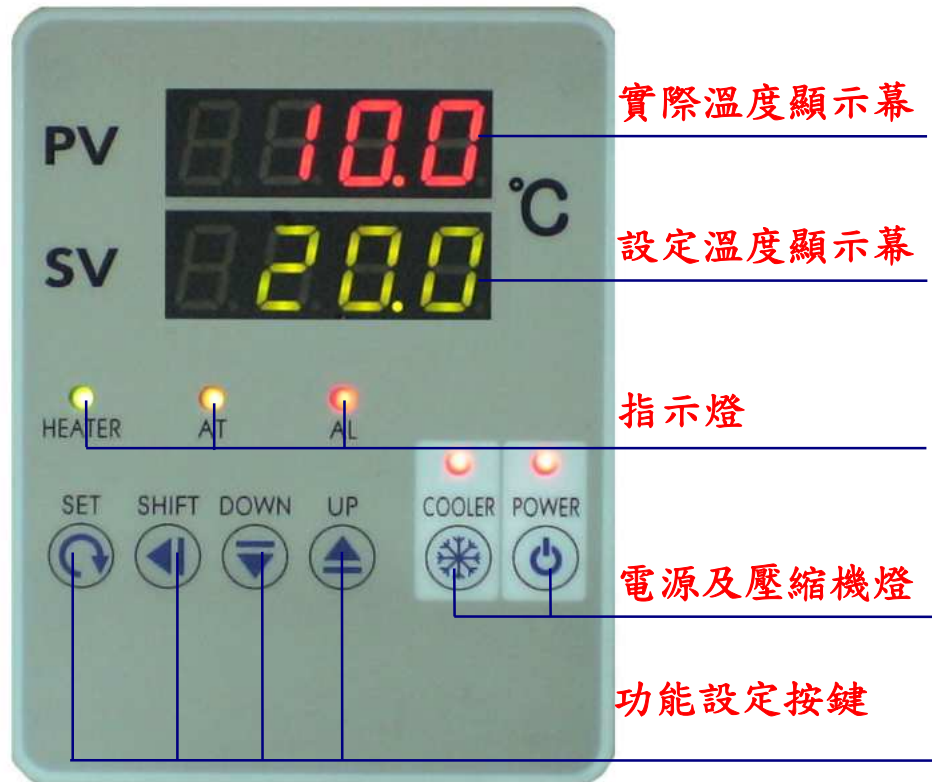 PV 10.0 實際溫度顯示幕
℃
SV 20.0 設定溫度顯示幕
HEATER AT AL 指示燈
SET SHIFT DOWN UP COOLER POWER
電源及壓縮機燈
功能設定按鍵